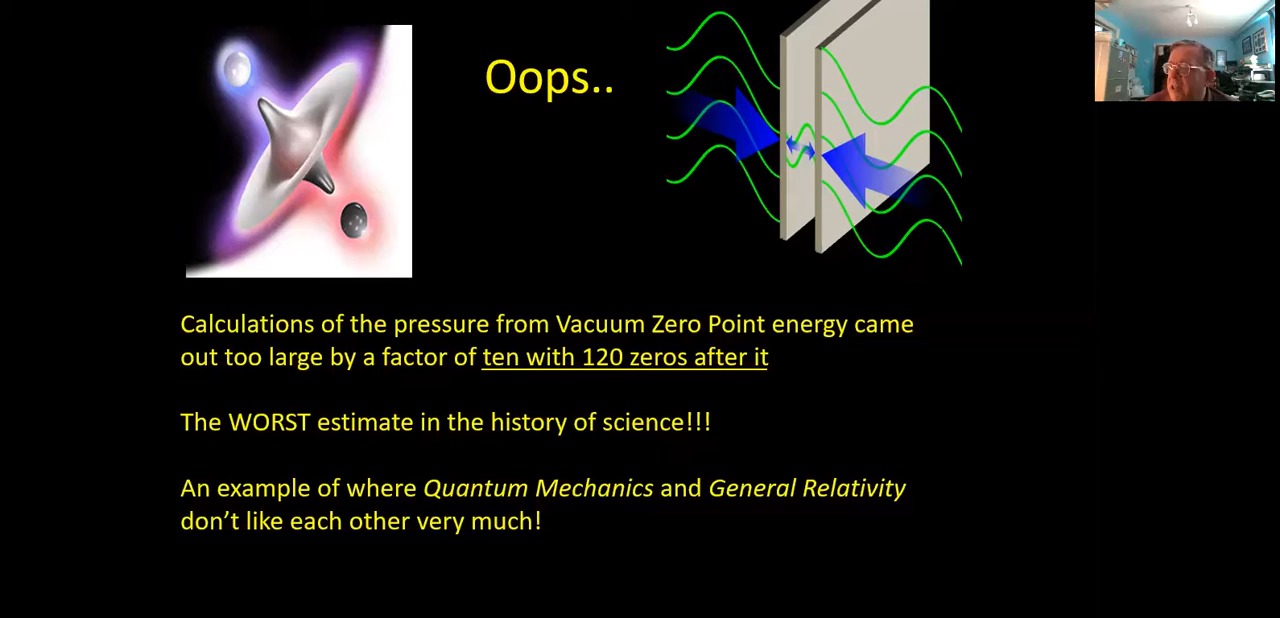 Oops..
Calculations of the pressure from Vacuum Zero Point energy came
out too large by a factor of ten with 120 zeros after it
The WORST estimate in the history of science!!!
An example of where Quantum Mechanics and General Relativity
don’t like each other very much!